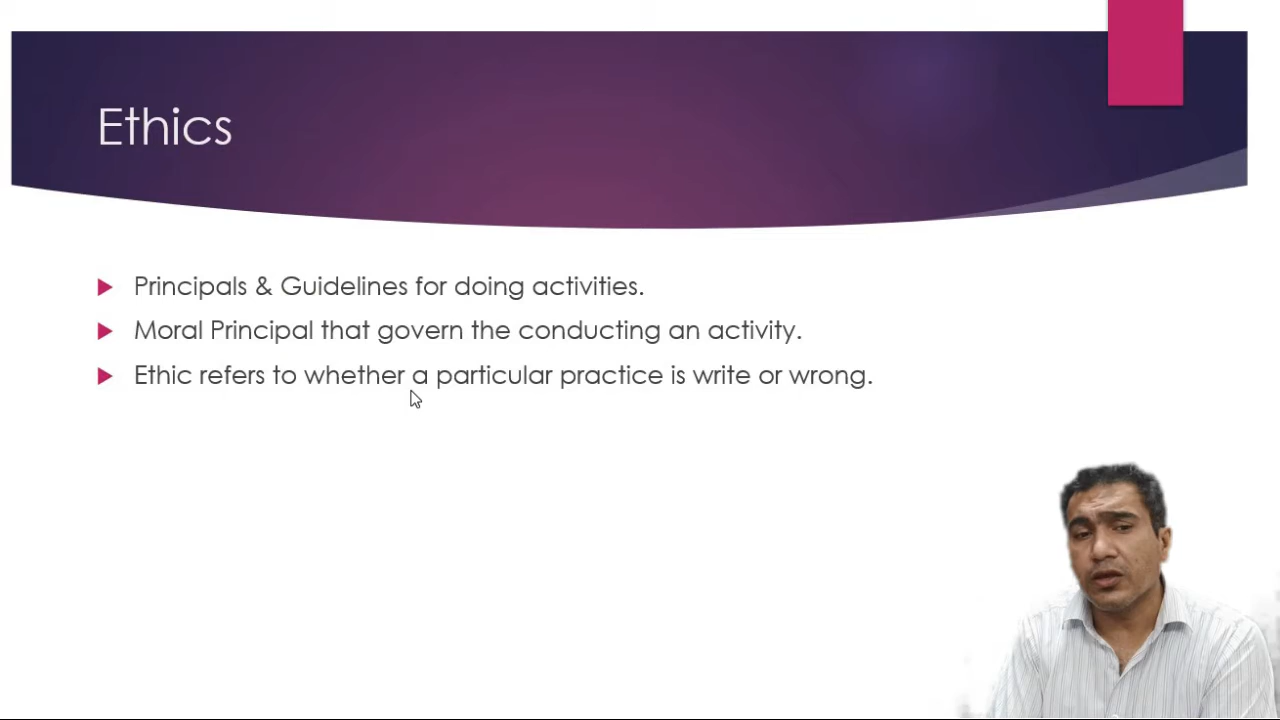 Ethics
Principals & Guidelines for doing activities.
Moral Principal that govern the conducting an activity.
Ethic refers to whether a particular practice is write or wrong.